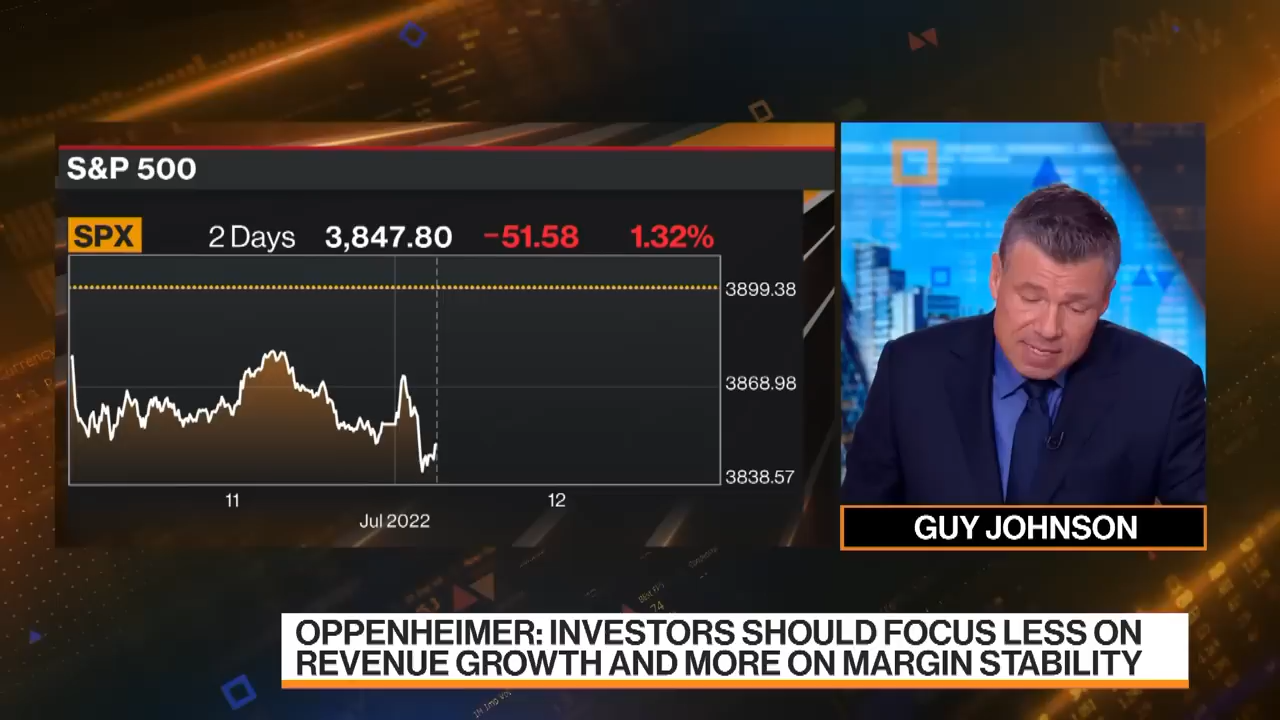 S&P 500
SPX 2 Days 3,847.80 −51.58 1.32%
3899.38
3868.98
3838.57
11 12
Jul 2022
GUY JOHNSON
OPPENHEIMER: INVESTORS SHOULD FOCUS LESS ON
REVENUE GROWTH AND MORE ON MARGIN STABILITY